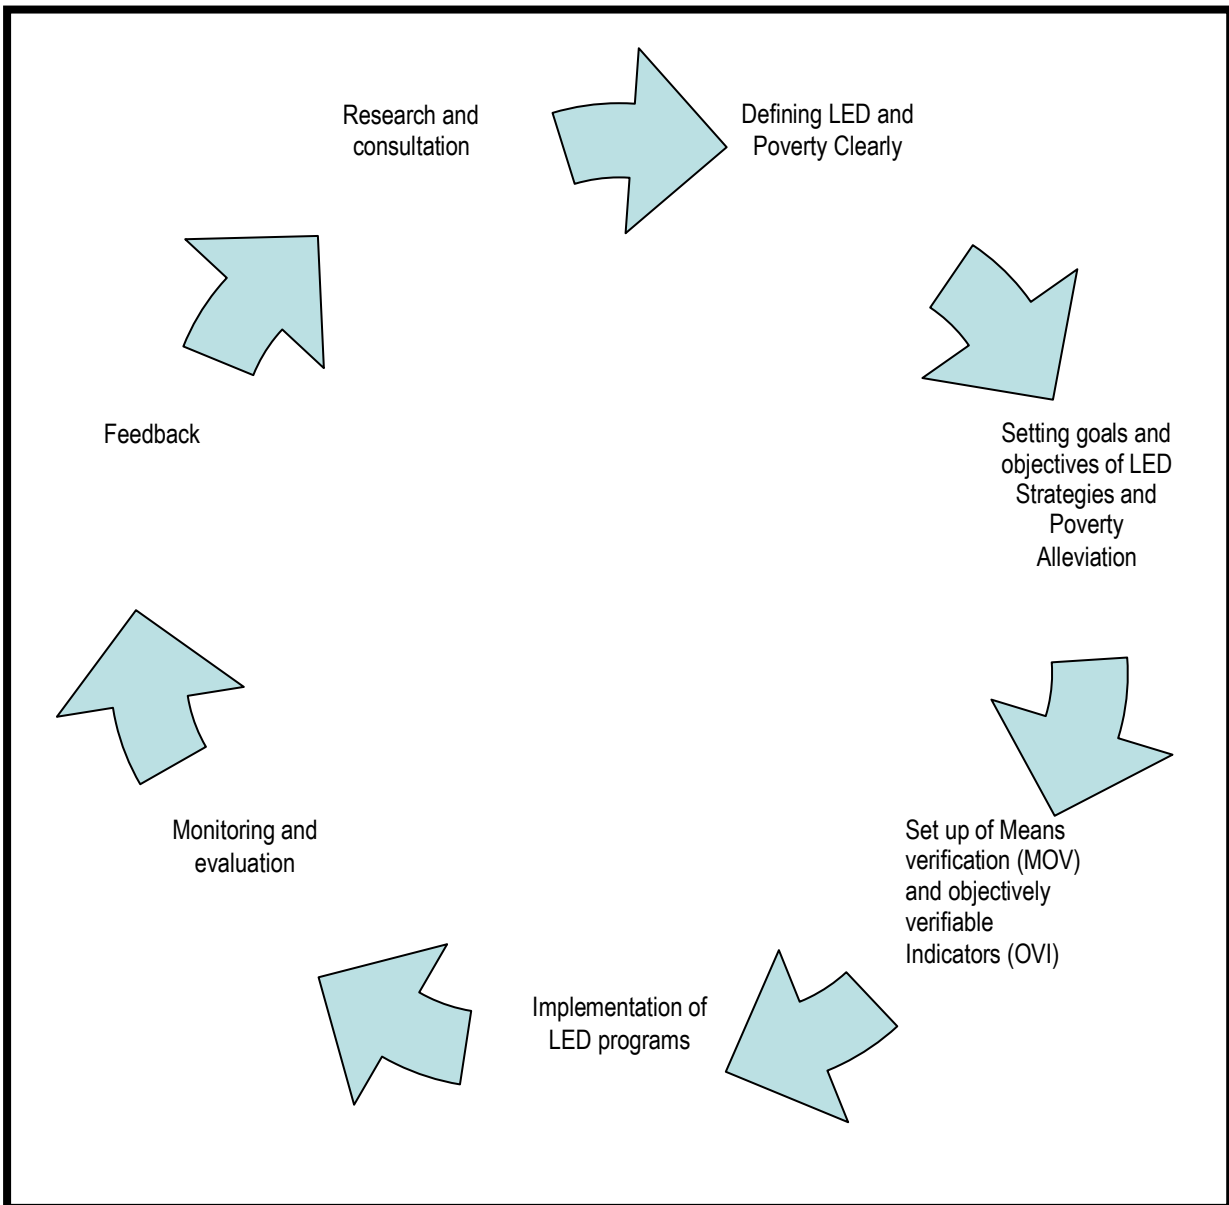 Research and
consultation
Defining LED and
Poverty Clearly
Setting goals and
objectives of LED
Strategies and
Poverty
Alleviation
Set up of Means
verification (MOV)
and objectively
verifiable
Indicators (OVI)
Implementation of
LED programs
Monitoring and
evaluation
Feedback